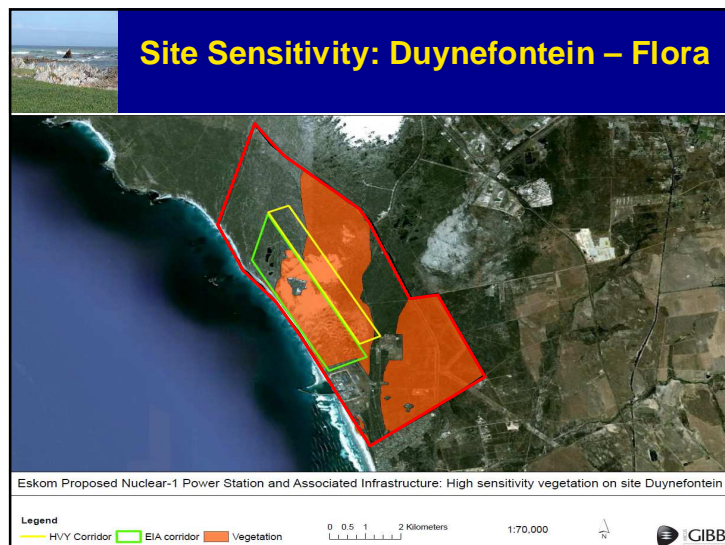 Site Sensitivity: Duynefontein – Flora
Eskom Proposed Nuclear-1 Power Station and Associated Infrastructure: High sensitivity vegetation on site Duynefontein
Legend
HVY Corridor EIA corridor Vegetation
0 0.5 1 2 Kilometers
1:70,000
N
GIBB